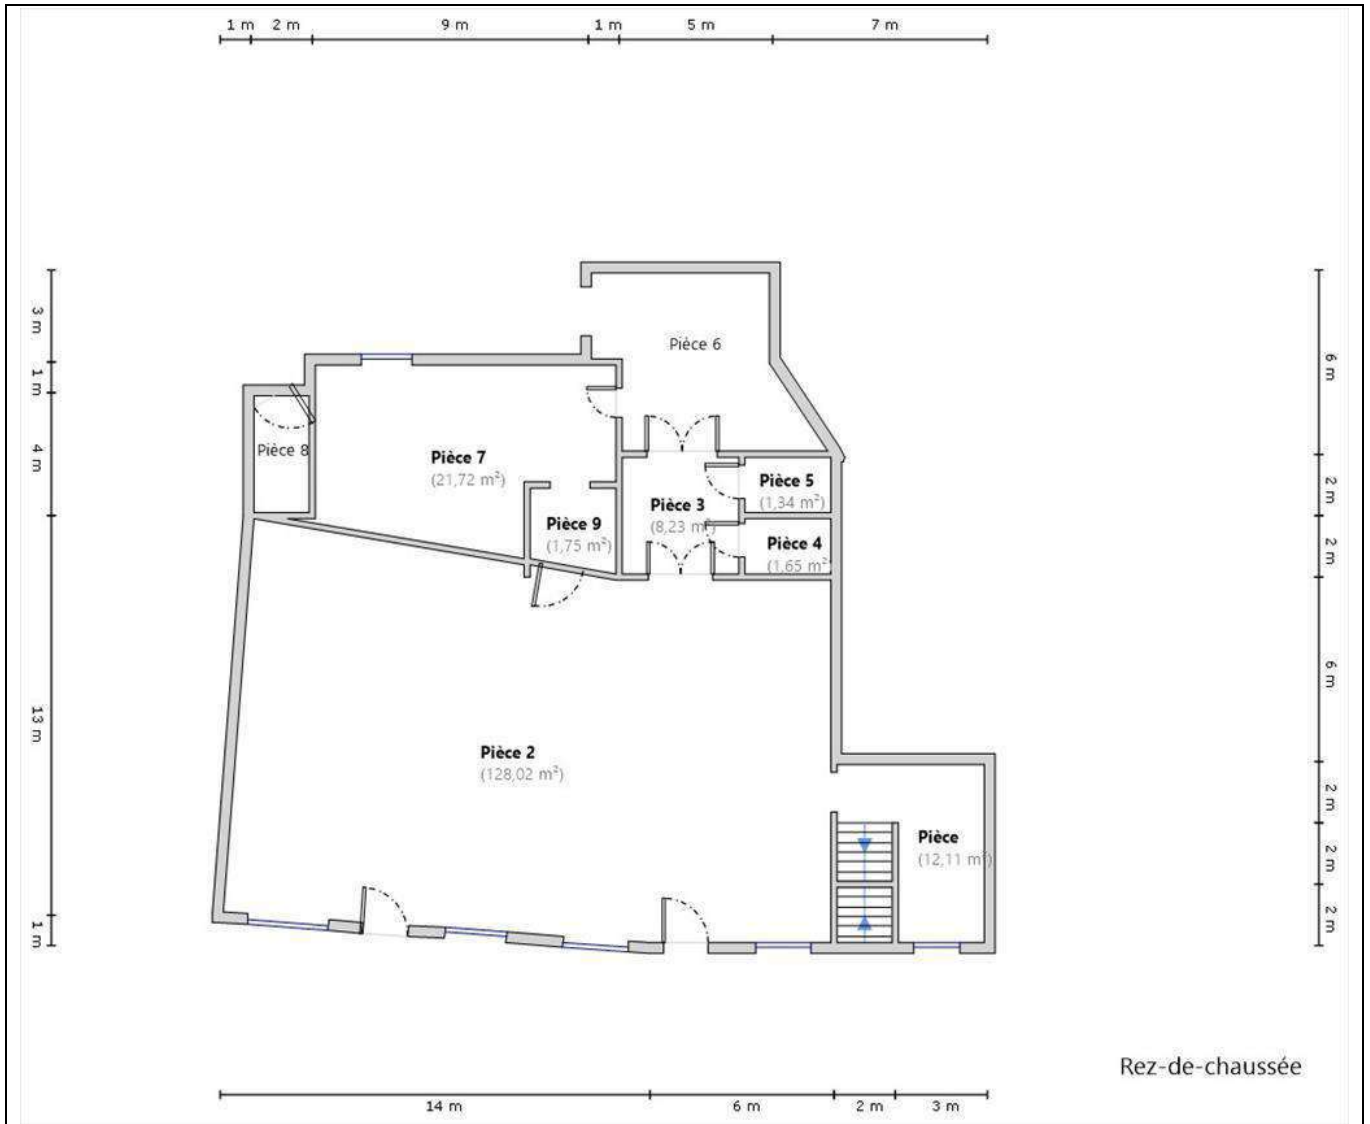 1 m 2 m 9 m 1 m 5 m 7 m
3 m
1 m
4 m
13 m
1 m
Pièce 6
Pièce 8
Pièce 7
(21,72 m²)
Pièce 5
(1,34 m²)
Pièce 3
(8,23 m²)
Pièce 9
(1,75 m²)
Pièce 4
(1,65 m²)
Pièce 2
(128,02 m²)
Pièce
(12,11 m²)
6 m
2 m
2 m
6 m
2 m
2 m
2 m
Rez-de-chaussée
14 m 6 m 2 m 3 m